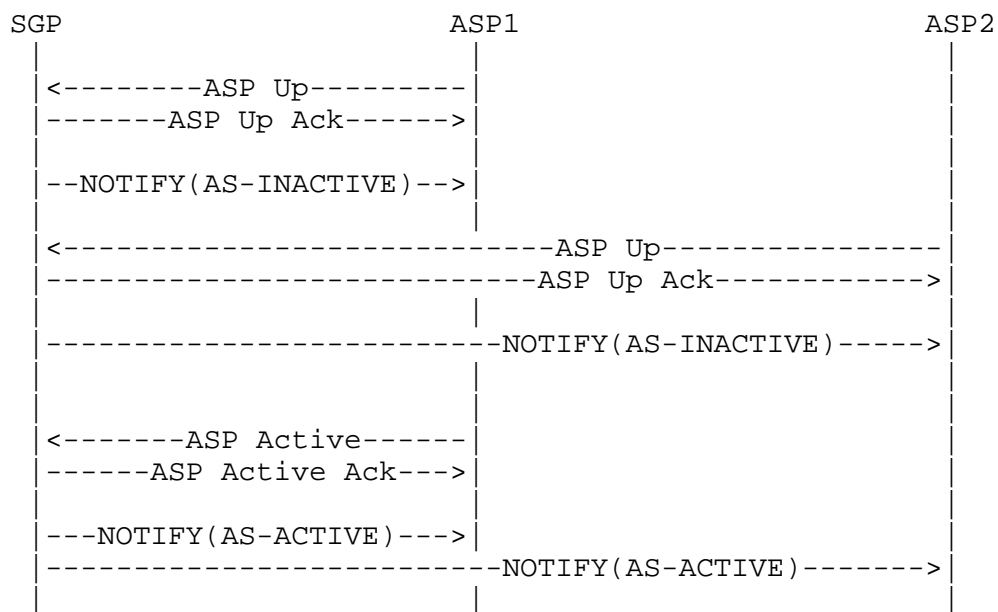 SGP ASP1 ASP2
<--------ASP Up---------
-------ASP Up Ack------>
--NOTIFY(AS-INACTIVE)-->
<----------------------------ASP Up----------------
----------------------------ASP Up Ack------------>
--------------------------NOTIFY(AS-INACTIVE)----->
<-------ASP Active------
------ASP Active Ack--->
---NOTIFY(AS-ACTIVE)--->
--------------------------NOTIFY(AS-ACTIVE)------->